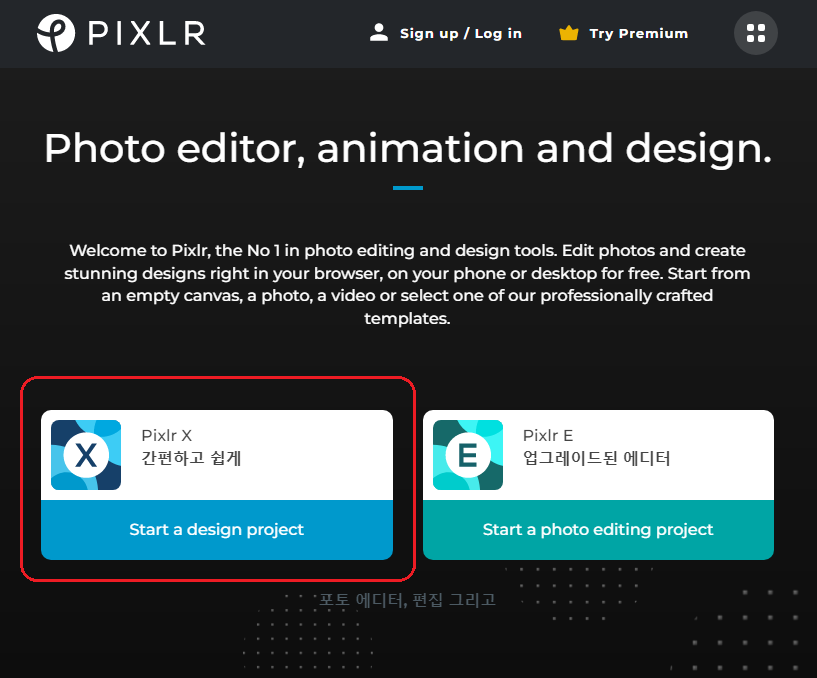 PIXLR
Sign up / Log in
Try Premium
Photo editor, animation and design.
Welcome to Pixlr, the No 1 in photo editing and design tools. Edit photos and create
stunning designs right in your browser, on your phone or desktop for free. Start from
an empty canvas, a photo, a video or select one of our professionally crafted
templates.
X
Pixlr X
간편하고 쉽게
Start a design project
E
Pixlr E
업그레이드된 에디터
Start a photo editing project
포토 에디터, 편집 그리고